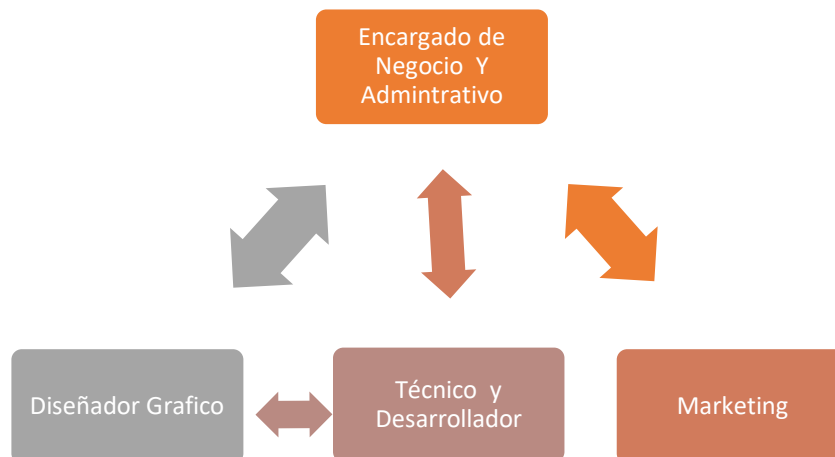 Encargado de
Negocio Y
Admintrativo
Diseñador Grafico
Técnico y
Desarrollador
Marketing